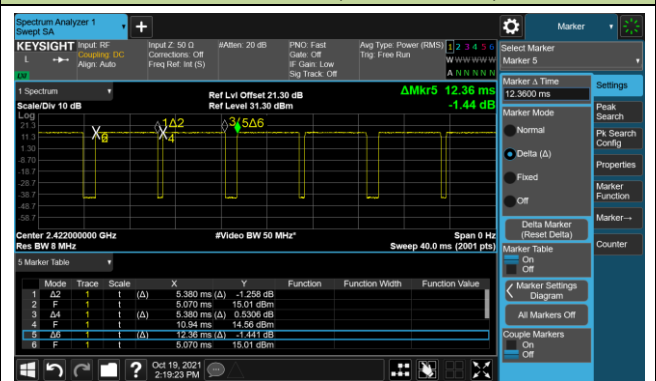 Spectrum Analyzer 1
Swept SA
Marker
KEYSIGHT
Input: RF
Coupling: DC
Align: Auto
Input Z: 50 Ω
Corrections: Off
Freq Ref: Int (S)
#Atten: 20 dB
PNO: Fast
Gate: Off
IF Gain: Low
Sig Track: Off
Avg Type: Power (RMS)
Trig: Free Run
1 2 3 4 5 6
W W W W W W
A N N N N N
L
Select Marker
Marker 5
Marker Δ Time
12.3600 ms
Settings
Peak Search
Pk Search Config
Properties
Marker Function
Marker→
Counter
Marker Mode
Normal
Delta (Δ)
Fixed
Off
Delta Marker (Reset Delta)
Marker Table
On
Off
Marker Settings Diagram
All Markers Off
Couple Markers
On
Off
1 Spectrum
Scale/Div 10 dB
Ref Lvl Offset 21.30 dB
Ref Level 31.30 dBm
ΔMkr5 12.36 ms
-1.44 dB
Log
21.3
11.3
1.30
-8.70
-18.7
-28.7
-38.7
-48.7
-58.7
1Δ2
4
3/5Δ6
Center 2.422000000 GHz
Res BW 8 MHz
#Video BW 50 MHz*
Span 0 Hz
Sweep 40.0 ms (2001 pts)
5 Marker Table
Mode Trace Scale X Y Function Function Width Function Value
1 Δ2 1 t (Δ) 5.380 ms (Δ) -1.258 dB
2 F 1 t 5.070 ms 15.01 dBm
3 Δ4 1 t (Δ) 5.380 ms (Δ) 0.5306 dB
4 F 1 t 10.94 ms 14.56 dBm
5 Δ6 1 t (Δ) 12.36 ms (Δ) -1.441 dB
6 F 1 t 5.070 ms 15.01 dBm
Oct 19, 2021
2:19:23 PM